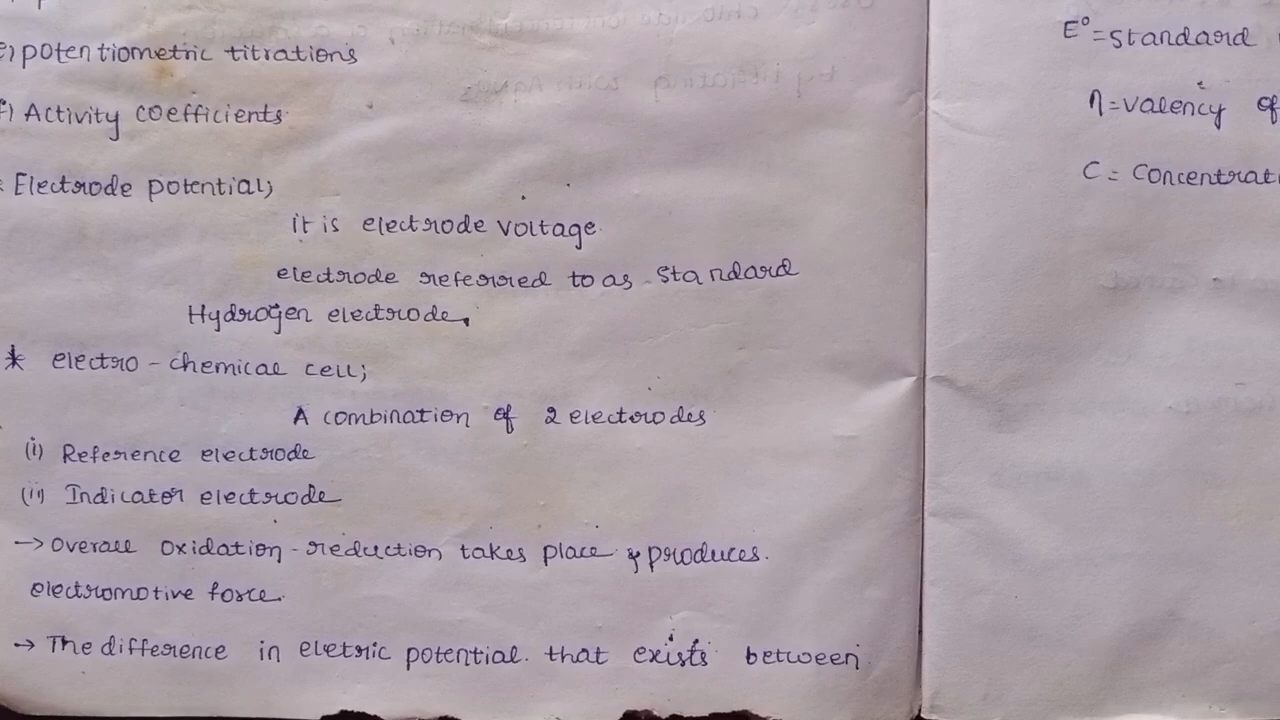 e) potentiometric titrations
f) Activity coefficients
Electrode potential;
it is electrode voltage.
electrode referred to as standard
Hydrogen electrode.
* electro-chemical cell;
A combination of 2 electrodes
(i) Reference electrode
(ii) Indicator electrode
→ Overall oxidation-reduction takes place & produces.
electromotive force.
→ The difference in eletric potential. that exists between
E° = standard
n = valency of
C = Concentrati